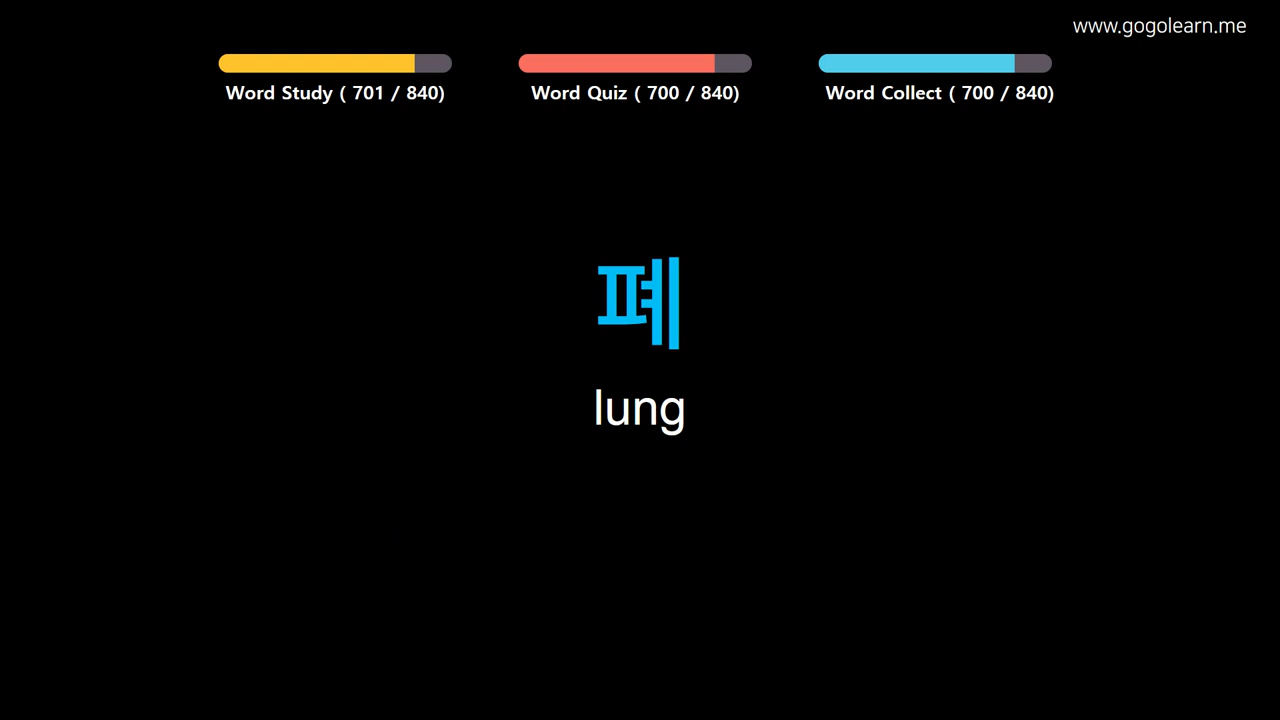 www.gogolearn.me
Word Study ( 701 / 840)
Word Quiz ( 700 / 840)
Word Collect ( 700 / 840)
폐
lung